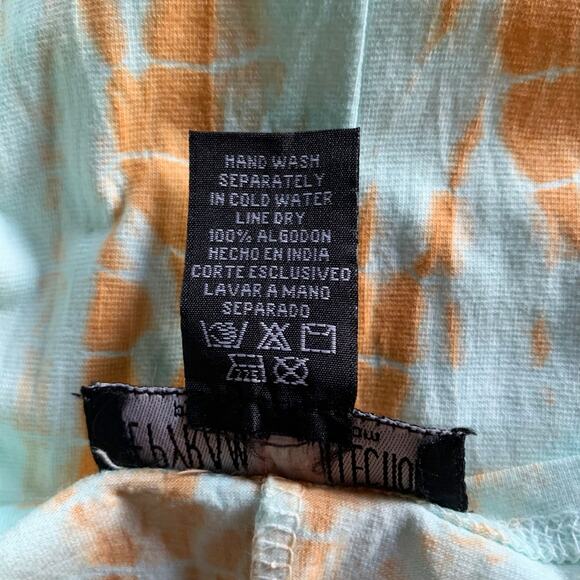 HAND WASH
SEPARATELY
IN COLD WATER
LINE DRY
100% ALGODON
HECHO EN INDIA
CORTE ESCLUSIVED
LAVAR A MANO
SEPARADO